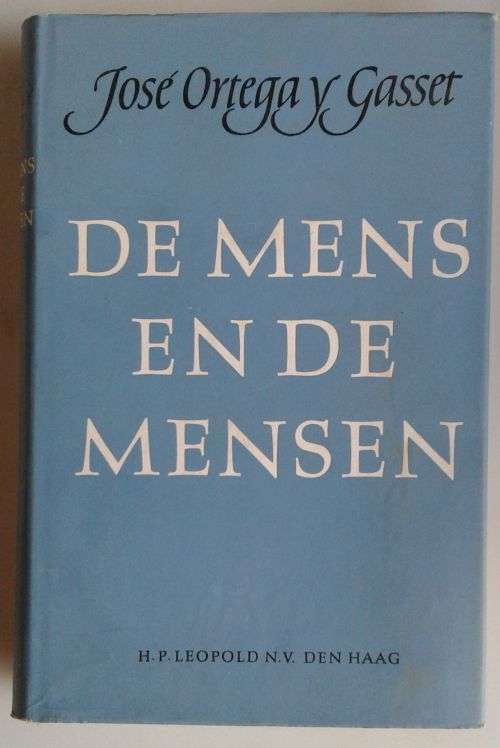 José Ortega y Gasset
DE MENS
EN DE
MENSEN
H.P. LEOPOLD N.V. DEN HAAG